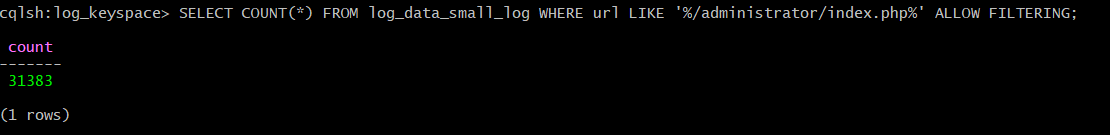 cqlsh:log_keyspace> SELECT COUNT(*) FROM log_data_small_log WHERE url LIKE '%/administrator/index.php%' ALLOW FILTERING;
count
-------
31383
(1 rows)